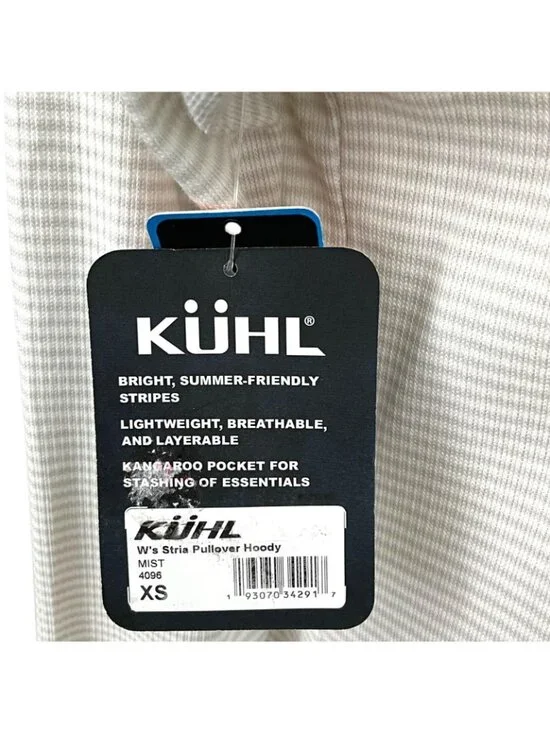 KÜHL®
BRIGHT, SUMMER-FRIENDLY
STRIPES
LIGHTWEIGHT, BREATHABLE,
AND LAYERABLE
KANGAROO POCKET FOR
STASHING OF ESSENTIALS
KÜHL
W's Stria Pullover Hoody
MIST
4096
XS
1 93070 34291 7